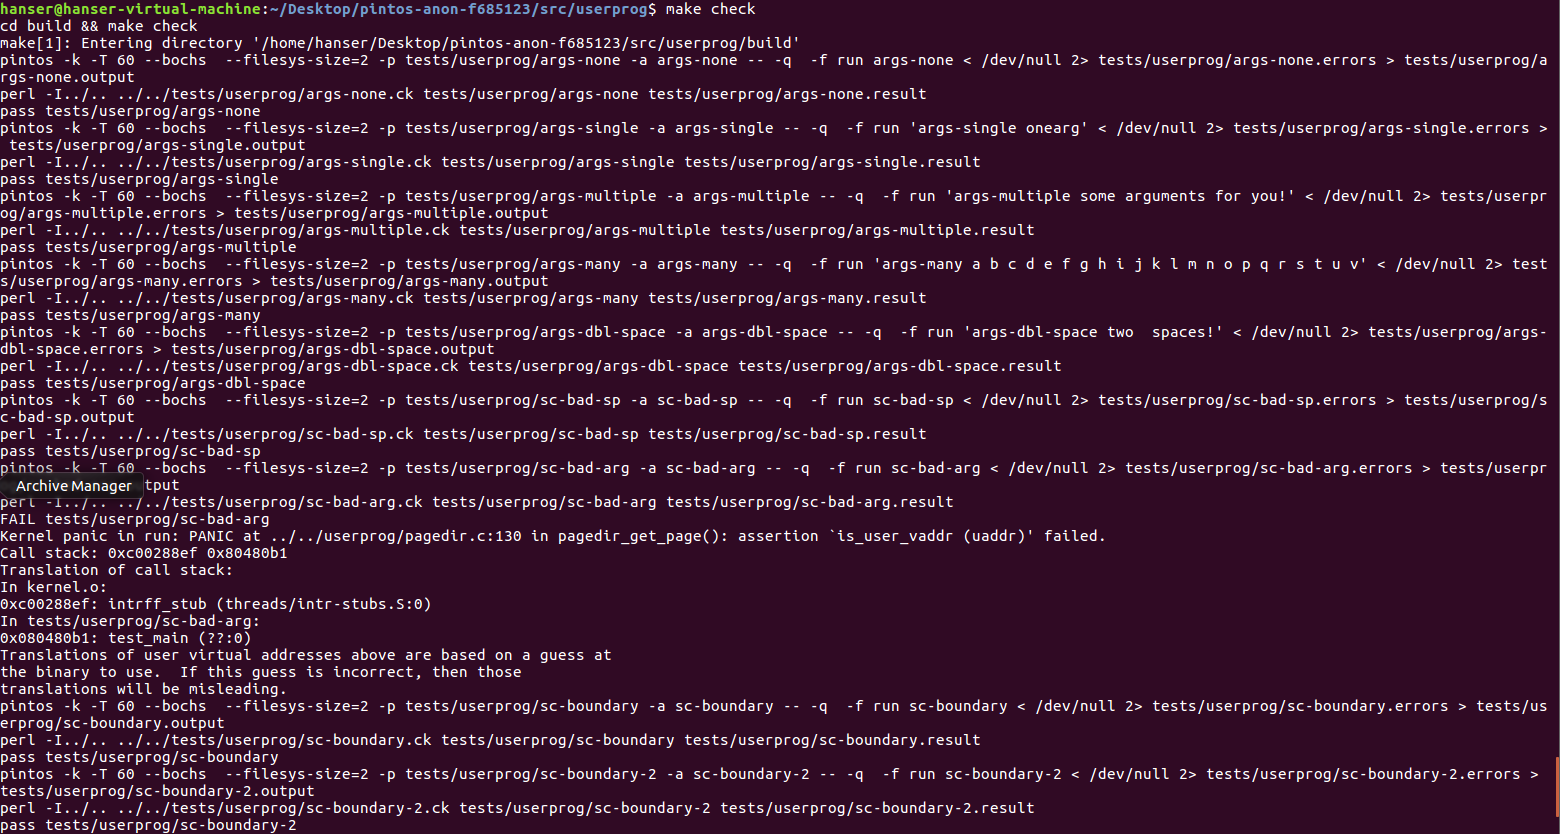 hanser@hanser-virtual-machine:~/Desktop/pintos-anon-f685123/src/userprog$ make check
cd build && make check
make[1]: Entering directory '/home/hanser/Desktop/pintos-anon-f685123/src/userprog/build'
pintos -k -T 60 --bochs  --filesys-size=2 -p tests/userprog/args-none -a args-none -- -q  -f run args-none < /dev/null 2> tests/userprog/args-none.errors > tests/userprog/a
rgs-none.output
perl -I../.. ../../tests/userprog/args-none.ck tests/userprog/args-none tests/userprog/args-none.result
pass tests/userprog/args-none
pintos -k -T 60 --bochs  --filesys-size=2 -p tests/userprog/args-single -a args-single -- -q  -f run 'args-single onearg' < /dev/null 2> tests/userprog/args-single.errors >
 tests/userprog/args-single.output
perl -I../.. ../../tests/userprog/args-single.ck tests/userprog/args-single tests/userprog/args-single.result
pass tests/userprog/args-single
pintos -k -T 60 --bochs  --filesys-size=2 -p tests/userprog/args-multiple -a args-multiple -- -q  -f run 'args-multiple some arguments for you!' < /dev/null 2> tests/userpr
og/args-multiple.errors > tests/userprog/args-multiple.output
perl -I../.. ../../tests/userprog/args-multiple.ck tests/userprog/args-multiple tests/userprog/args-multiple.result
pass tests/userprog/args-multiple
pintos -k -T 60 --bochs  --filesys-size=2 -p tests/userprog/args-many -a args-many -- -q  -f run 'args-many a b c d e f g h i j k l m n o p q r s t u v' < /dev/null 2> test
s/userprog/args-many.errors > tests/userprog/args-many.output
perl -I../.. ../../tests/userprog/args-many.ck tests/userprog/args-many tests/userprog/args-many.result
pass tests/userprog/args-many
pintos -k -T 60 --bochs  --filesys-size=2 -p tests/userprog/args-dbl-space -a args-dbl-space -- -q  -f run 'args-dbl-space two  spaces!' < /dev/null 2> tests/userprog/args-
dbl-space.errors > tests/userprog/args-dbl-space.output
perl -I../.. ../../tests/userprog/args-dbl-space.ck tests/userprog/args-dbl-space tests/userprog/args-dbl-space.result
pass tests/userprog/args-dbl-space
pintos -k -T 60 --bochs  --filesys-size=2 -p tests/userprog/sc-bad-sp -a sc-bad-sp -- -q  -f run sc-bad-sp < /dev/null 2> tests/userprog/sc-bad-sp.errors > tests/userprog/s
c-bad-sp.output
perl -I../.. ../../tests/userprog/sc-bad-sp.ck tests/userprog/sc-bad-sp tests/userprog/sc-bad-sp.result
pass tests/userprog/sc-bad-sp
pintos -k -T 60 --bochs  --filesys-size=2 -p tests/userprog/sc-bad-arg -a sc-bad-arg -- -q  -f run sc-bad-arg < /dev/null 2> tests/userprog/sc-bad-arg.errors > tests/userpr
Archive Manager tput
perl -I../.. ../../tests/userprog/sc-bad-arg.ck tests/userprog/sc-bad-arg tests/userprog/sc-bad-arg.result
FAIL tests/userprog/sc-bad-arg
Kernel panic in run: PANIC at ../../userprog/pagedir.c:130 in pagedir_get_page(): assertion `is_user_vaddr (uaddr)' failed.
Call stack: 0xc00288ef 0x80480b1
Translation of call stack:
In kernel.o:
0xc00288ef: intrff_stub (threads/intr-stubs.S:0)
In tests/userprog/sc-bad-arg:
0x080480b1: test_main (??:0)
Translations of user virtual addresses above are based on a guess at
the binary to use.  If this guess is incorrect, then those
translations will be misleading.
pintos -k -T 60 --bochs  --filesys-size=2 -p tests/userprog/sc-boundary -a sc-boundary -- -q  -f run sc-boundary < /dev/null 2> tests/userprog/sc-boundary.errors > tests/us
erprog/sc-boundary.output
perl -I../.. ../../tests/userprog/sc-boundary.ck tests/userprog/sc-boundary tests/userprog/sc-boundary.result
pass tests/userprog/sc-boundary
pintos -k -T 60 --bochs  --filesys-size=2 -p tests/userprog/sc-boundary-2 -a sc-boundary-2 -- -q  -f run sc-boundary-2 < /dev/null 2> tests/userprog/sc-boundary-2.errors >
tests/userprog/sc-boundary-2.output
perl -I../.. ../../tests/userprog/sc-boundary-2.ck tests/userprog/sc-boundary-2 tests/userprog/sc-boundary-2.result
pass tests/userprog/sc-boundary-2